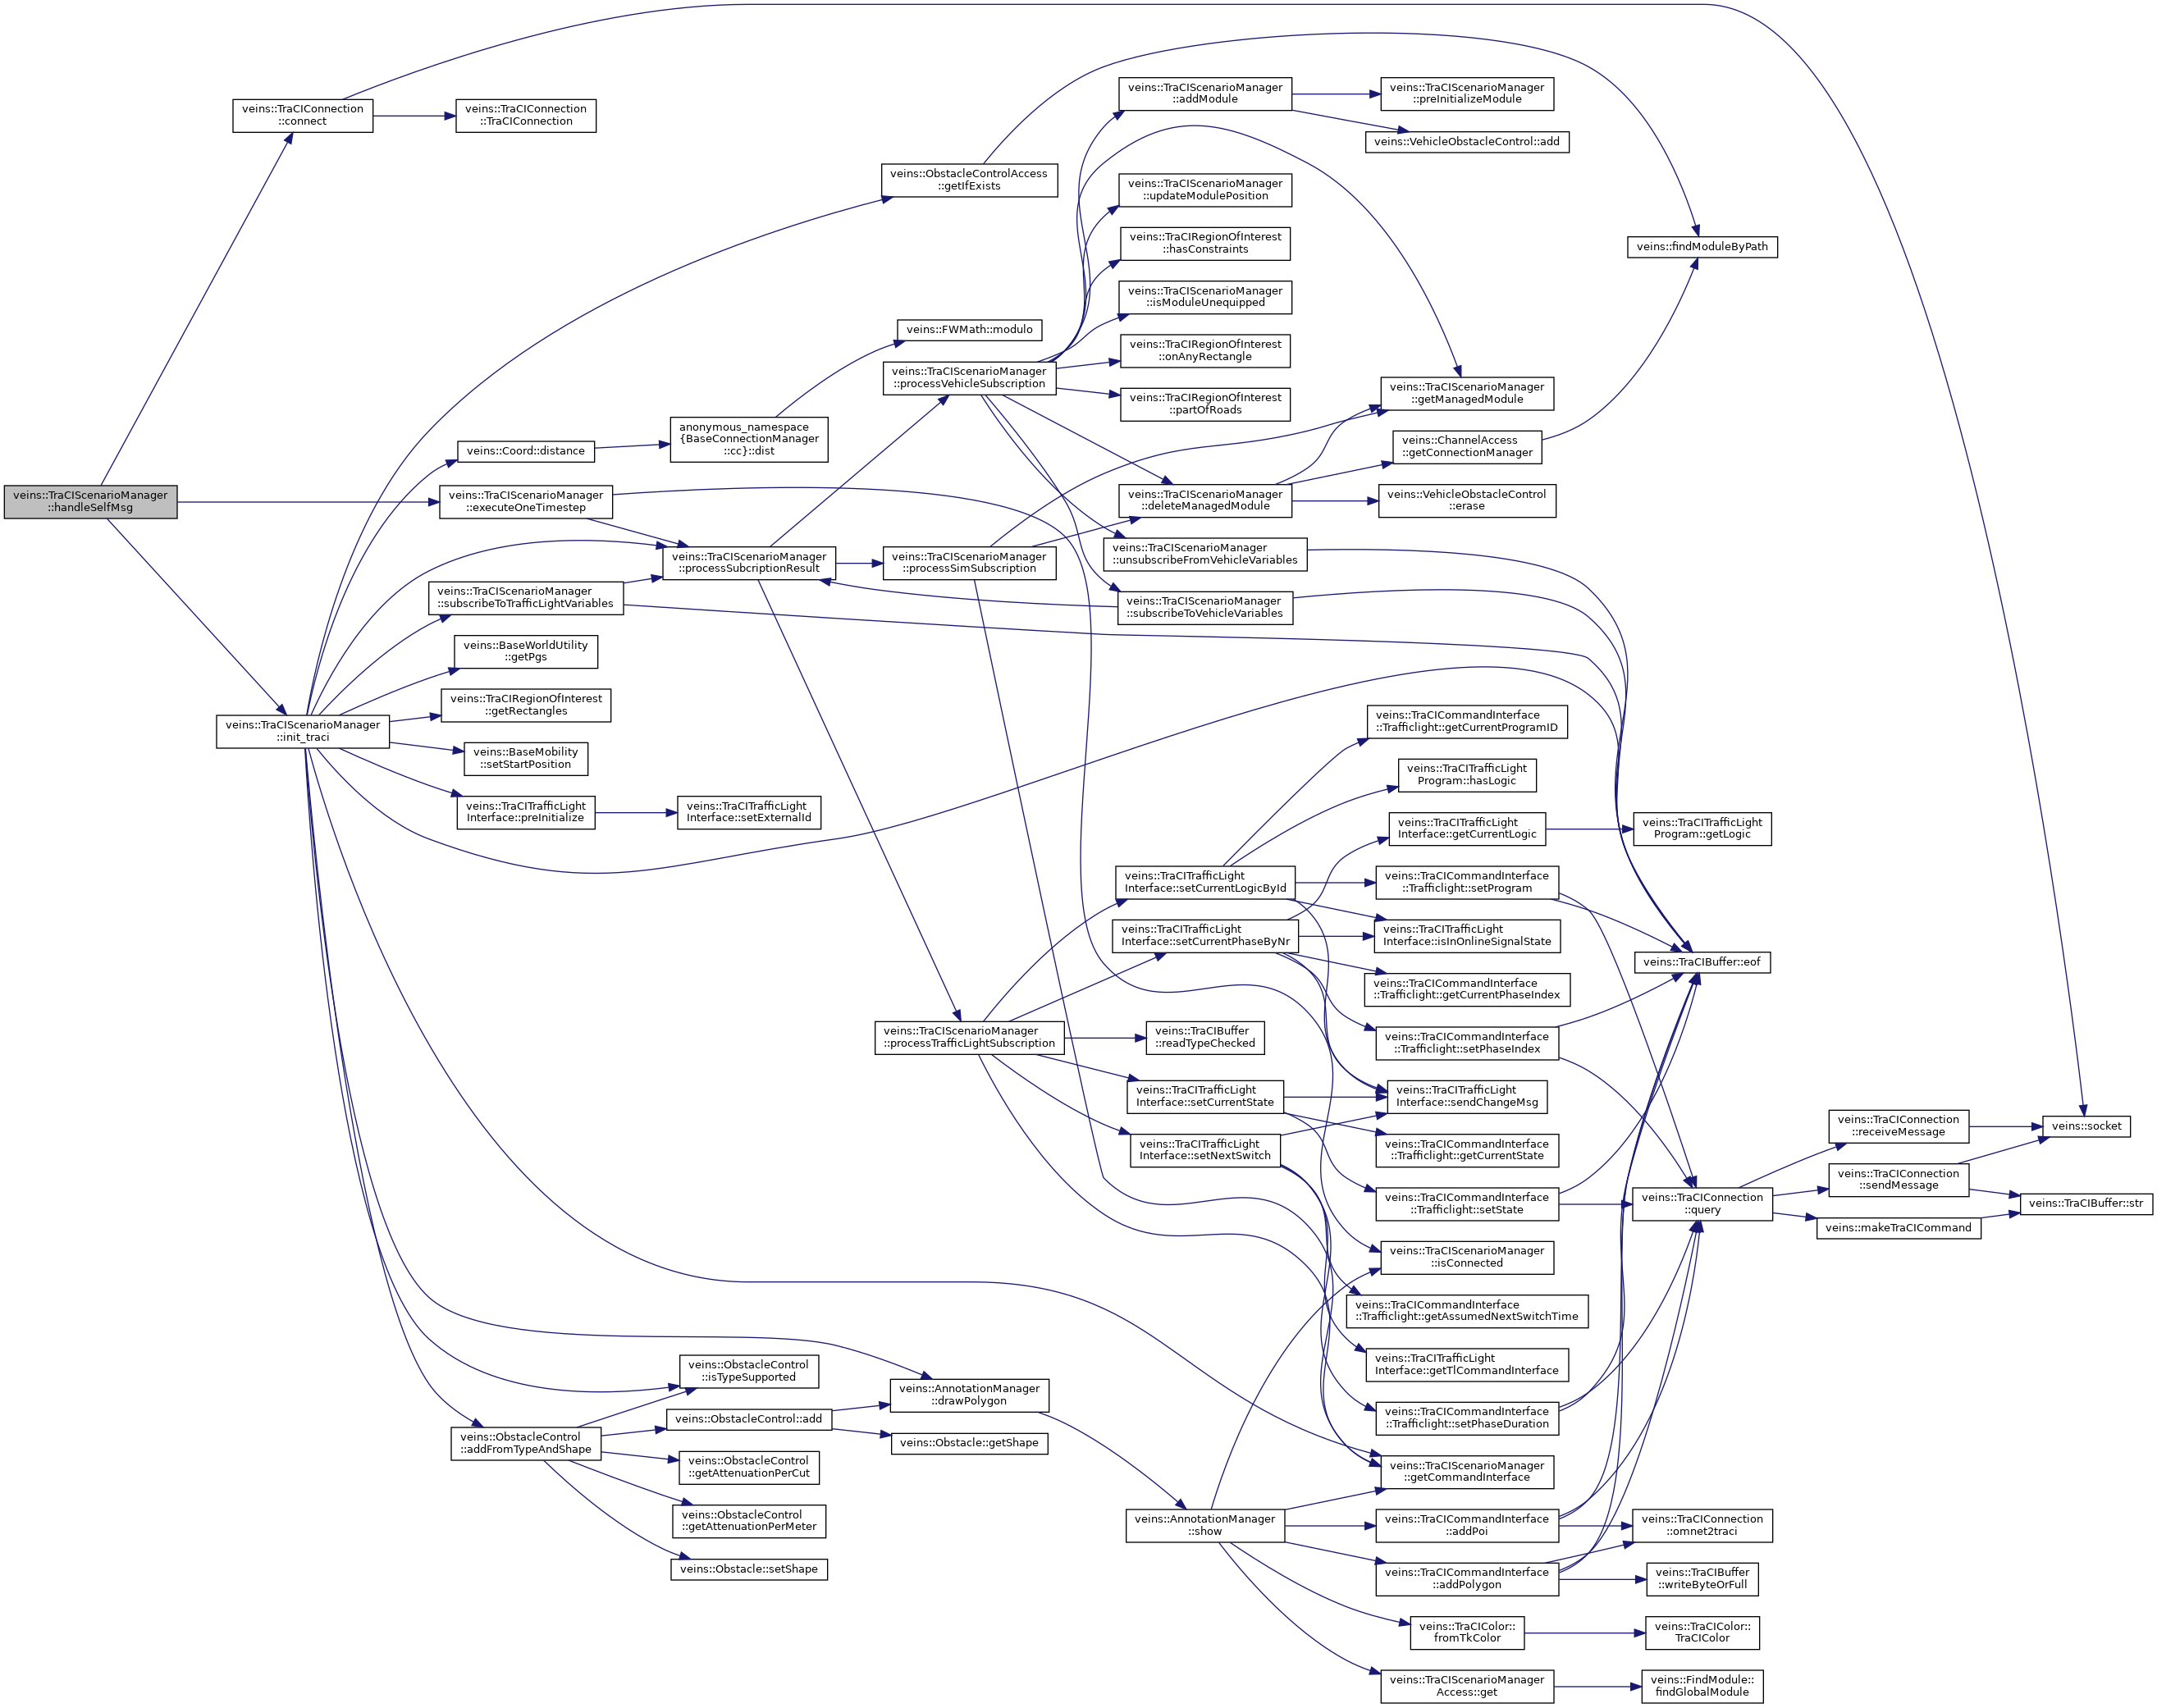 veins::TraCIScenarioManager
::handleSelfMsg
veins::TraCIConnection
::connect
veins::TraCIScenarioManager
::init_traci
veins::TraCIConnection
::TraCIConnection
veins::Coord::distance
veins::TraCIScenarioManager
::executeOneTimestep
veins::TraCIScenarioManager
::subscribeToTrafficLightVariables
veins::BaseWorldUtility
::getPgs
veins::TraCIRegionOfInterest
::getRectangles
veins::BaseMobility
::setStartPosition
veins::TraCITrafficLight
Interface::preInitialize
veins::ObstacleControl
::addFromTypeAndShape
anonymous_namespace
{BaseConnectionManager
::cc}::dist
veins::TraCIScenarioManager
::processSubcriptionResult
veins::TraCITrafficLight
Interface::setExternalId
veins::ObstacleControl
::isTypeSupported
veins::ObstacleControl::add
veins::ObstacleControl
::getAttenuationPerCut
veins::ObstacleControl
::getAttenuationPerMeter
veins::Obstacle::setShape
veins::ObstacleControlAccess
::getIfExists
veins::FWMath::modulo
veins::TraCIScenarioManager
::processVehicleSubscription
veins::TraCIScenarioManager
::processSimSubscription
veins::TraCIScenarioManager
::processTrafficLightSubscription
veins::AnnotationManager
::drawPolygon
veins::Obstacle::getShape
veins::TraCIScenarioManager
::addModule
veins::TraCIScenarioManager
::updateModulePosition
veins::TraCIRegionOfInterest
::hasConstraints
veins::TraCIScenarioManager
::isModuleUnequipped
veins::TraCIRegionOfInterest
::onAnyRectangle
veins::TraCIRegionOfInterest
::partOfRoads
veins::TraCIScenarioManager
::deleteManagedModule
veins::TraCIScenarioManager
::unsubscribeFromVehicleVariables
veins::TraCIScenarioManager
::subscribeToVehicleVariables
veins::TraCITrafficLight
Interface::setCurrentLogicById
veins::TraCITrafficLight
Interface::setCurrentPhaseByNr
veins::TraCIBuffer
::readTypeChecked
veins::TraCITrafficLight
Interface::setCurrentState
veins::TraCITrafficLight
Interface::setNextSwitch
veins::AnnotationManager
::show
veins::TraCIScenarioManager
::preInitializeModule
veins::VehicleObstacleControl::add
veins::TraCIScenarioManager
::getManagedModule
veins::ChannelAccess
::getConnectionManager
veins::VehicleObstacleControl
::erase
veins::TraCICommandInterface
::Trafficlight::getCurrentProgramID
veins::TraCITrafficLight
Program::hasLogic
veins::TraCITrafficLight
Interface::getCurrentLogic
veins::TraCICommandInterface
::Trafficlight::setProgram
veins::TraCITrafficLight
Interface::isInOnlineSignalState
veins::TraCICommandInterface
::Trafficlight::getCurrentPhaseIndex
veins::TraCICommandInterface
::Trafficlight::setPhaseIndex
veins::TraCITrafficLight
Interface::sendChangeMsg
veins::TraCICommandInterface
::Trafficlight::getCurrentState
veins::TraCICommandInterface
::Trafficlight::setState
veins::TraCIScenarioManager
::isConnected
veins::TraCICommandInterface
::Trafficlight::getAssumedNextSwitchTime
veins::TraCITrafficLight
Interface::getTlCommandInterface
veins::TraCICommandInterface
::Trafficlight::setPhaseDuration
veins::TraCIScenarioManager
::getCommandInterface
veins::TraCICommandInterface
::addPoi
veins::TraCICommandInterface
::addPolygon
veins::TraCIColor::
fromTkColor
veins::TraCIScenarioManager
Access::get
veins::findModuleByPath
veins::TraCITrafficLight
Program::getLogic
veins::TraCIBuffer::eof
veins::TraCIConnection
::query
veins::TraCIConnection
::omnet2traci
veins::TraCIBuffer
::writeByteOrFull
veins::TraCIColor::
TraCIColor
veins::FindModule::
findGlobalModule
veins::TraCIConnection
::receiveMessage
veins::TraCIConnection
::sendMessage
veins::makeTraCICommand
veins::socket
veins::TraCIBuffer::str